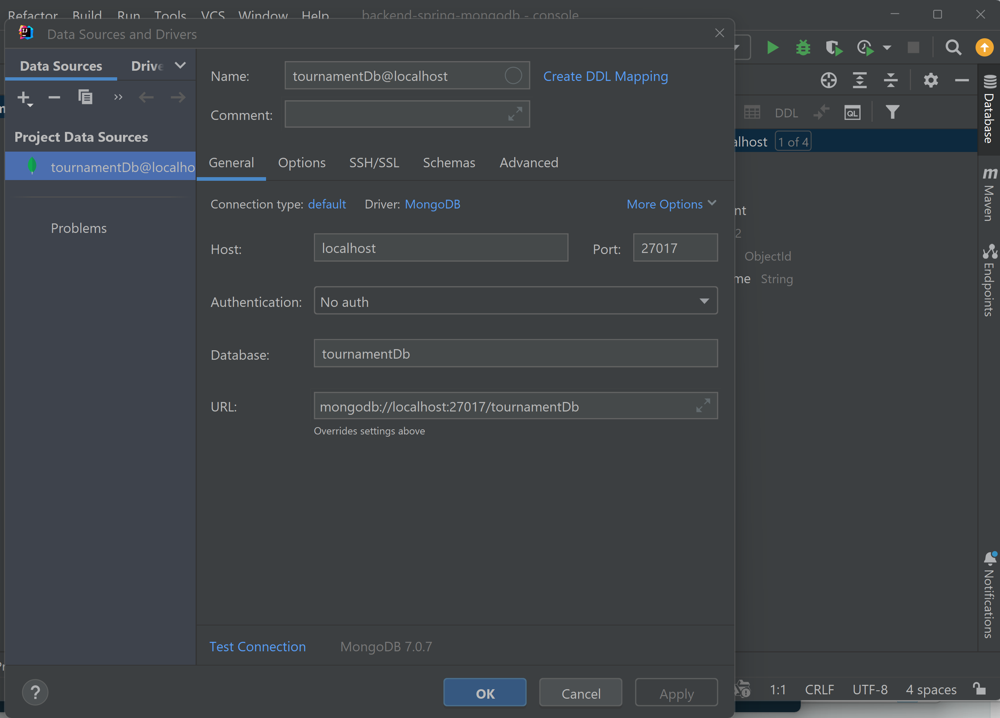 Refactor Build Run Tools VCS Window Help backend-spring-mongodb - console
Data Sources and Drivers
Data Sources Drive
Name: tournamentDb@localhost Create DDL Mapping
Comment:
DDL QL
Project Data Sources
alhost 1 of 4
tournamentDb@localho
General Options SSH/SSL Schemas Advanced
Connection type: default Driver: MongoDB More Options
nt
Problems
2
Host: localhost Port: 27017
ObjectId
me String
Authentication: No auth
Database: tournamentDb
URL: mongodb://localhost:27017/tournamentDb
Overrides settings above
Test Connection MongoDB 7.0.7
? OK Cancel Apply
1:1 CRLF UTF-8 4 spaces
Database
m Maven
Endpoints
Notifications